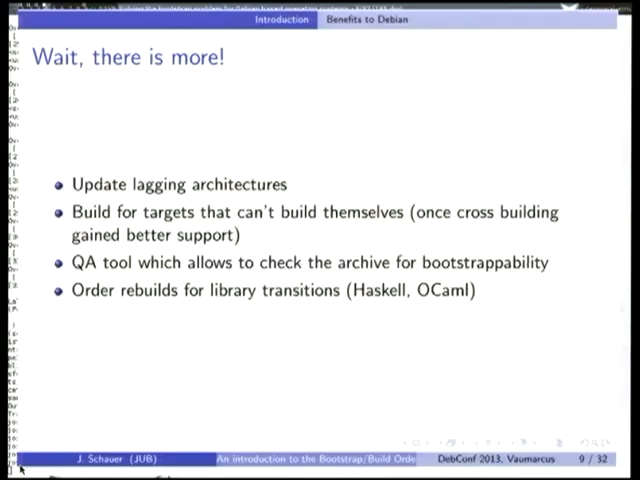 Introduction
Benefits to Debian
Wait, there is more!
Update lagging architectures
Build for targets that can't build themselves (once cross building
gained better support)
QA tool which allows to check the archive for bootstrappability
Order rebuilds for library transitions (Haskell, OCaml)
J. Schauer (JUB)
An introduction to the Bootstrap/Build Orde
DebConf 2013, Vaumarcus
9 / 32